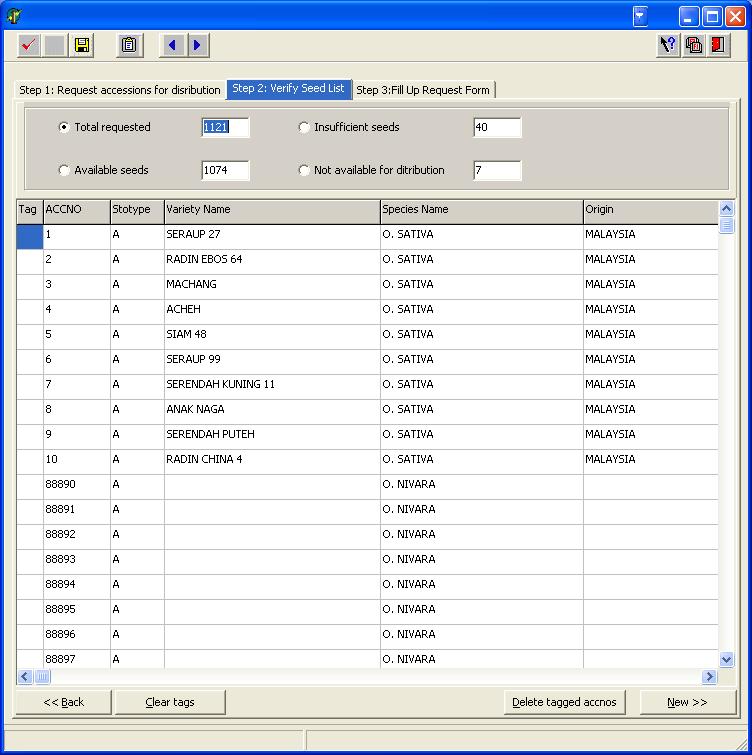 Step 1: Request accessions for disribution Step 2: Verify Seed List Step 3:Fill Up Request Form
Total requested 1121 Insufficient seeds 40
Available seeds 1074 Not available for ditribution 7
Tag ACCNO Stotype Variety Name Species Name Origin
1 A SERAUP 27 O. SATIVA MALAYSIA
2 A RADIN EBOS 64 O. SATIVA MALAYSIA
3 A MACHANG O. SATIVA MALAYSIA
4 A ACHEH O. SATIVA MALAYSIA
5 A SIAM 48 O. SATIVA MALAYSIA
6 A SERAUP 99 O. SATIVA MALAYSIA
7 A SERENDAH KUNING 11 O. SATIVA MALAYSIA
8 A ANAK NAGA O. SATIVA MALAYSIA
9 A SERENDAH PUTEH O. SATIVA MALAYSIA
10 A RADIN CHINA 4 O. SATIVA MALAYSIA
88890 A O. NIVARA
88891 A O. NIVARA
88892 A O. NIVARA
88893 A O. NIVARA
88894 A O. NIVARA
88895 A O. NIVARA
88896 A O. NIVARA
88897 A O. NIVARA
<< Back Clear tags Delete tagged accnos New >>